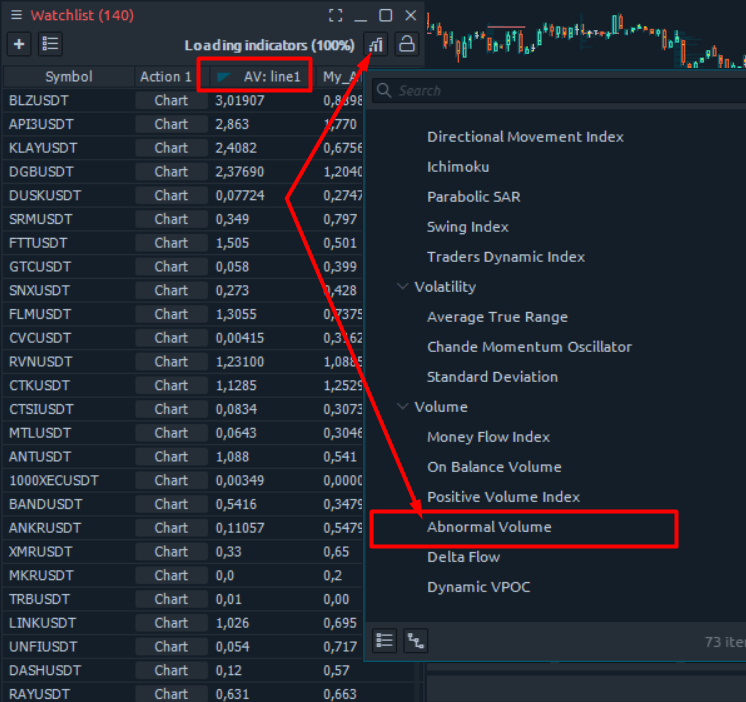 Watchlist (140)
Loading indicators (100%)
Symbol Action 1 AV: line1
BLZUSDT Chart 3,01907
API3USDT Chart 2,863
KLAYUSDT Chart 2,4082 0,6756
DGBUSDT Chart 2,37690 1,2040
DUSKUSDT Chart 0,07724 0,2747
SRMUSDT Chart 0,349 0,797
FTTUSDT Chart 1,505 0,501
GTCUSDT Chart 0,058 0,399
SNXUSDT Chart 0,273 0,428
FLMUSDT Chart 1,3055 0,7375
CVCUSDT Chart 0,00415
RVNUSDT Chart 1,23100 1,0885
CTKUSDT Chart 1,1285 1,2529
CTSIUSDT Chart 0,0834 0,3073
MTLUSDT Chart 0,0643 0,3046
ANTUSDT Chart 1,088 0,541
1000XECUSDT Chart 0,00349 0,0000
BANDUSDT Chart 0,5416 0,3479
ANKRUSDT Chart 0,11057 0,5479
XMRUSDT Chart 0,33 0,65
MKRUSDT Chart 0,0 0,2
TRBUSDT Chart 0,01 0,00
LINKUSDT Chart 1,026 0,695
UNFIUSDT Chart 0,054 0,717
DASHUSDT Chart 0,12 0,57
RAYUSDT Chart 0,631 0,663
Search
Directional Movement Index
Ichimoku
Parabolic SAR
Swing Index
Traders Dynamic Index
Volatility
Average True Range
Chande Momentum Oscillator
Standard Deviation
Volume
Money Flow Index
On Balance Volume
Positive Volume Index
Abnormal Volume
Delta Flow
Dynamic VPOC
73